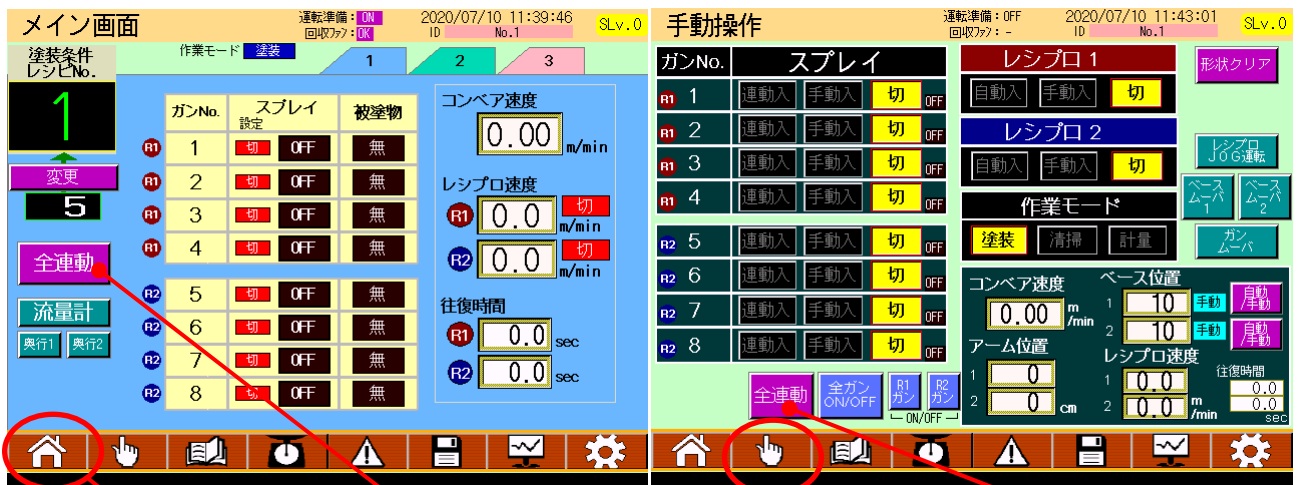 メイン画面
運転準備：ON
回収ﾌｧﾝ：OK
2020/07/10 11:39:46
ID No.1
SLv.0
塗装条件
レシピNo.
1
変更
5
全連動
流量計
奥行1 奥行2
作業モード 塗装
1 2 3
ガンNo. スプレイ 被塗物
設定
R1 1 切 OFF 無
R1 2 切 OFF 無
R1 3 切 OFF 無
R1 4 切 OFF 無
R2 5 切 OFF 無
R2 6 切 OFF 無
R2 7 切 OFF 無
R2 8 切 OFF 無
コンベア速度
0.00 m/min
レシプロ速度
R1 0.0 切 m/min
R2 0.0 切 m/min
往復時間
R1 0.0 sec
R2 0.0 sec
手動操作
運転準備：OFF
回収ﾌｧﾝ：-
2020/07/10 11:43:01
ID No.1
SLv.0
ガンNo. スプレイ
R1 1 連動入 手動入 切 OFF
R1 2 連動入 手動入 切 OFF
R1 3 連動入 手動入 切 OFF
R1 4 連動入 手動入 切 OFF
R2 5 連動入 手動入 切 OFF
R2 6 連動入 手動入 切 OFF
R2 7 連動入 手動入 切 OFF
R2 8 連動入 手動入 切 OFF
全連動
全ガン
ON/OFF
R1
ガン
R2
ガン
ON/OFF
レシプロ 1
自動入 手動入 切
レシプロ 2
自動入 手動入 切
作業モード
塗装 清掃 計量
形状クリア
レシプロ
JOG運転
ベース
ムーバ
1
ベース
ムーバ
2
ガン
ムーバ
コンベア速度
0.00 m/min
ベース位置
1 10 手動 自動/手動
2 10 手動 自動/手動
アーム位置
1 0
2 0 cm
レシプロ速度
1 0.0
2 0.0 m/min
往復時間
0.0
0.0
sec